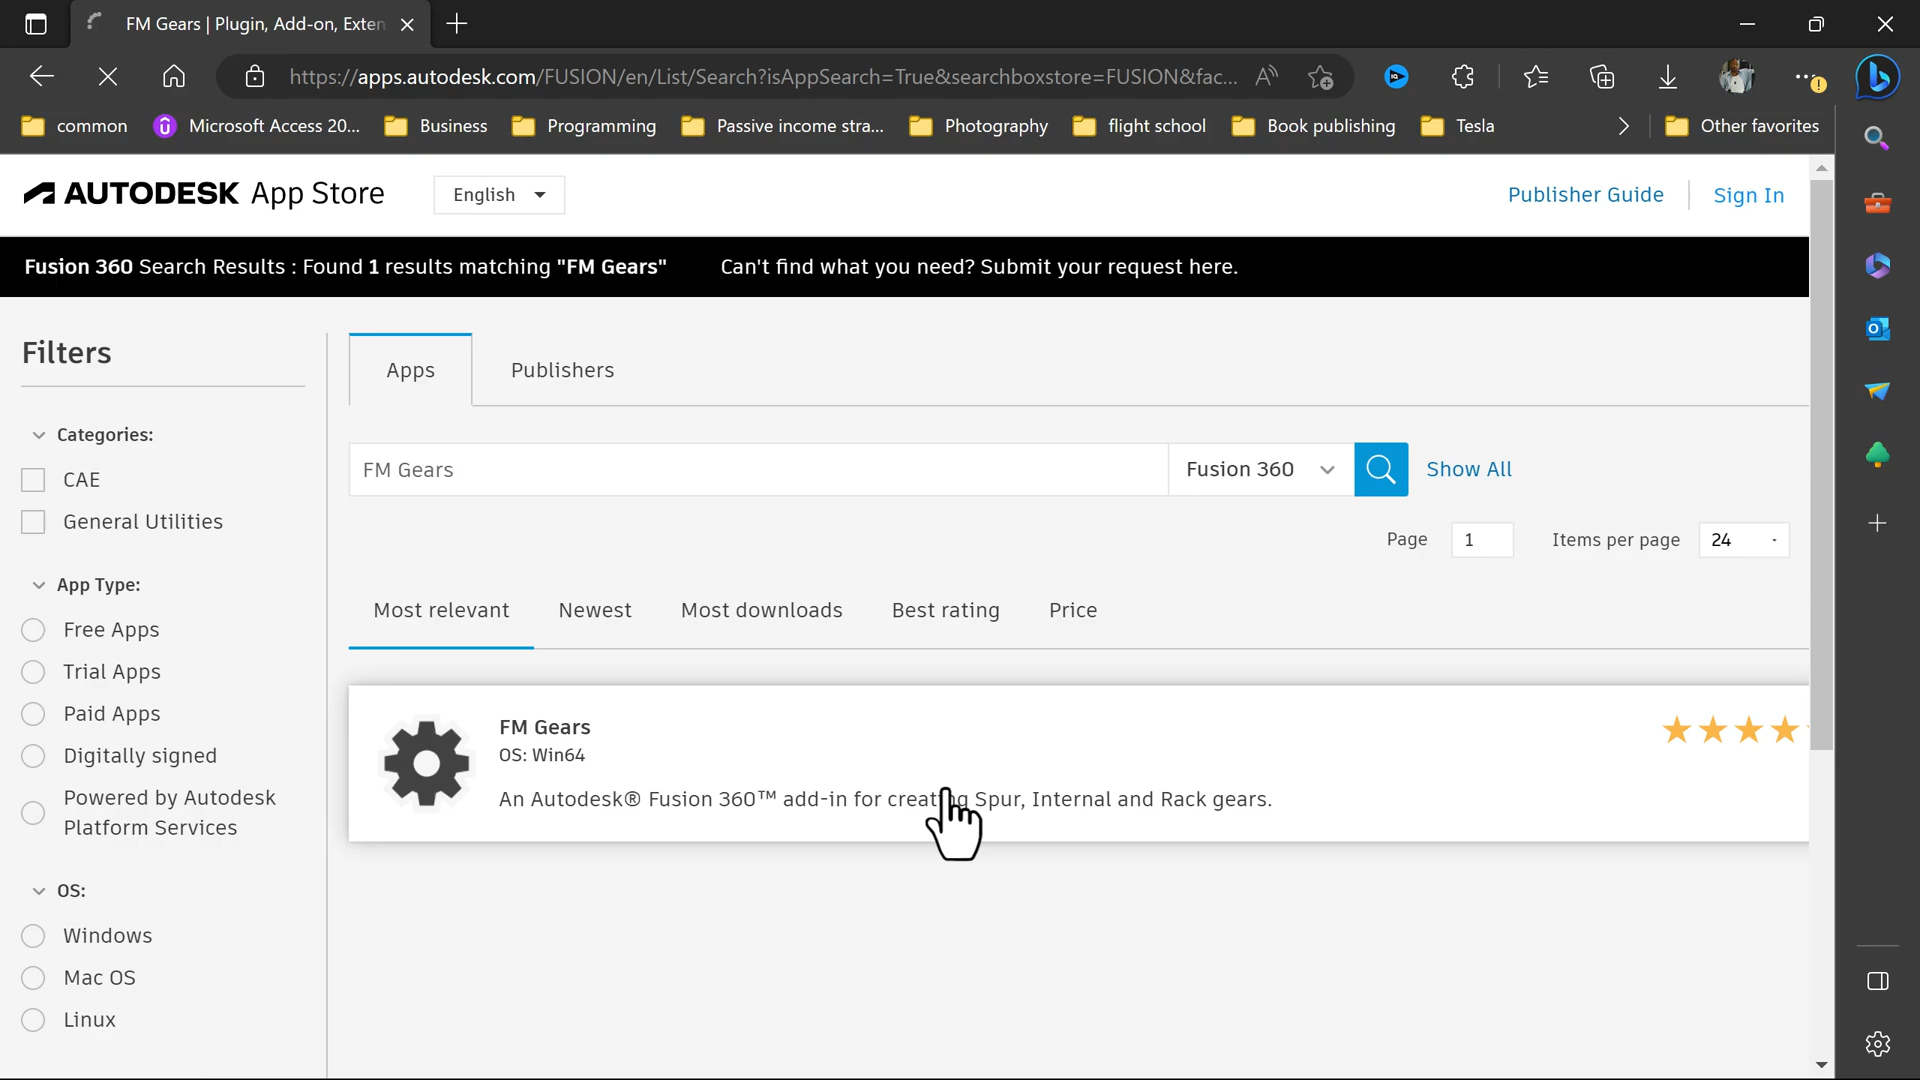 FM Gears | Plugin, Add-on, Exten
https://apps.autodesk.com/FUSION/en/List/Search?isAppSearch=True&searchboxstore=FUSION&fac...
common
Microsoft Access 20...
Business
Programming
Passive income stra...
Photography
flight school
Book publishing
Tesla
Other favorites
AUTODESK App Store
English
Publisher Guide
Sign In
Fusion 360 Search Results : Found 1 results matching "FM Gears"
Can't find what you need? Submit your request here.
Filters
Apps
Publishers
Categories:
CAE
General Utilities
App Type:
Free Apps
Trial Apps
Paid Apps
Digitally signed
Powered by Autodesk
Platform Services
OS:
Windows
Mac OS
Linux
FM Gears
Fusion 360
Show All
Page
1
Items per page
24
Most relevant
Newest
Most downloads
Best rating
Price
FM Gears
OS: Win64
An Autodesk® Fusion 360™ add-in for creating Spur, Internal and Rack gears.